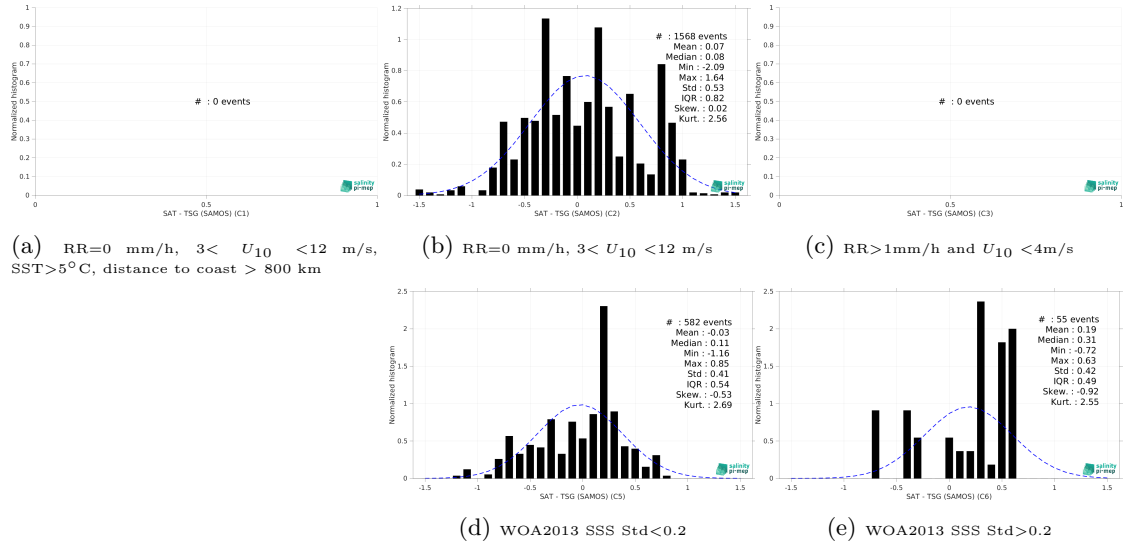 1
0.9
0.8
0.7
0.6
0.5
0.4
0.3
0.2
0.1
0
Normalized histogram
# : 0 events
0 0.5 1
SAT - TSG (SAMOS) (C1)
salinity
pi-mep
(a) RR=0 mm/h, 3< U10 <12 m/s,
SST>5°C, distance to coast > 800 km
1.2
1
0.8
0.6
0.4
0.2
0
Normalized histogram
# : 1568 events
Mean : 0.07
Median : 0.08
Min : -2.09
Max : 1.64
Std : 0.53
IQR : 0.82
Skew. : 0.02
Kurt. : 2.56
-1.5 -1 -0.5 0 0.5 1 1.5
SAT - TSG (SAMOS) (C2)
salinity
pi-mep
(b) RR=0 mm/h, 3< U10 <12 m/s
1
0.9
0.8
0.7
0.6
0.5
0.4
0.3
0.2
0.1
0
Normalized histogram
# : 0 events
0 0.5 1
SAT - TSG (SAMOS) (C3)
salinity
pi-mep
(c) RR>1mm/h and U10 <4m/s
2.5
2
1.5
1
0.5
0
Normalized histogram
# : 582 events
Mean : -0.03
Median : 0.11
Min : -1.16
Max : 0.85
Std : 0.41
IQR : 0.54
Skew. : -0.53
Kurt. : 2.69
-1.5 -1 -0.5 0 0.5 1 1.5
SAT - TSG (SAMOS) (C5)
salinity
pi-mep
(d) WOA2013 SSS Std<0.2
2.5
2
1.5
1
0.5
0
Normalized histogram
# : 55 events
Mean : 0.19
Median : 0.31
Min : -0.72
Max : 0.63
Std : 0.42
IQR : 0.49
Skew. : -0.92
Kurt. : 2.55
-1.5 -1 -0.5 0 0.5 1 1.5
SAT - TSG (SAMOS) (C6)
salinity
pi-mep
(e) WOA2013 SSS Std>0.2